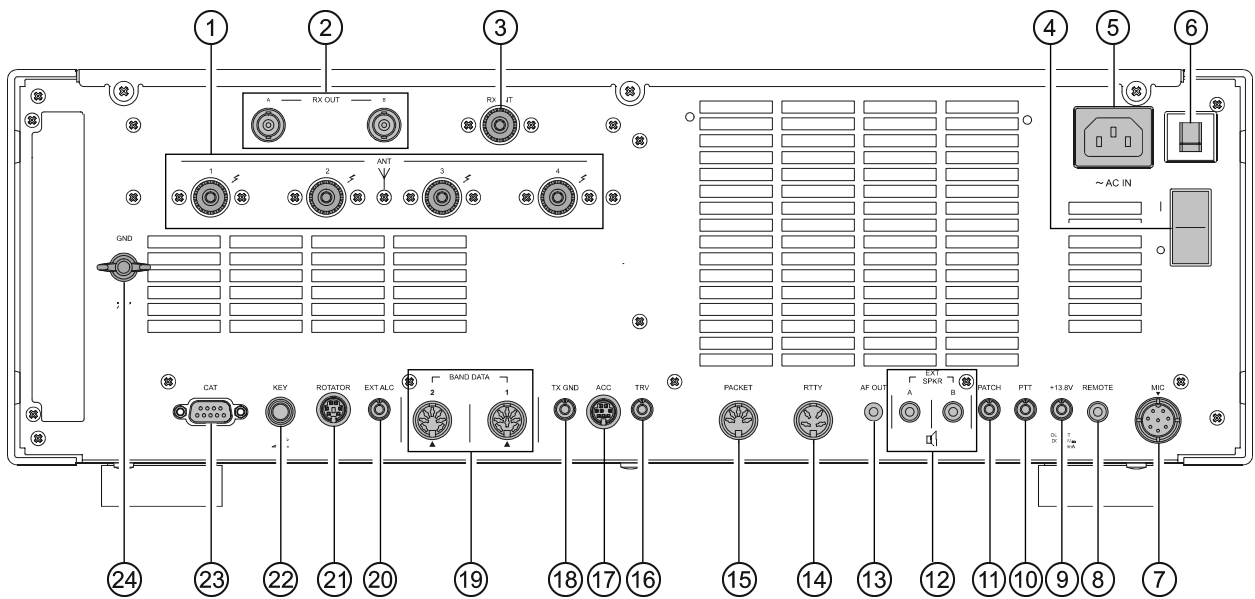 1 2 3 4 5 6
A RX OUT B
ANT
1 2 3 4
~ AC IN
GND
CAT KEY ROTATOR EXT ALC BAND DATA TX GND ACC TRV PACKET RTTY AF OUT EXT SPKR PATCH PTT +13.8V REMOTE MIC
2 1
A B
24 23 22 21 20 19 18 17 16 15 14 13 12 11 10 9 8 7